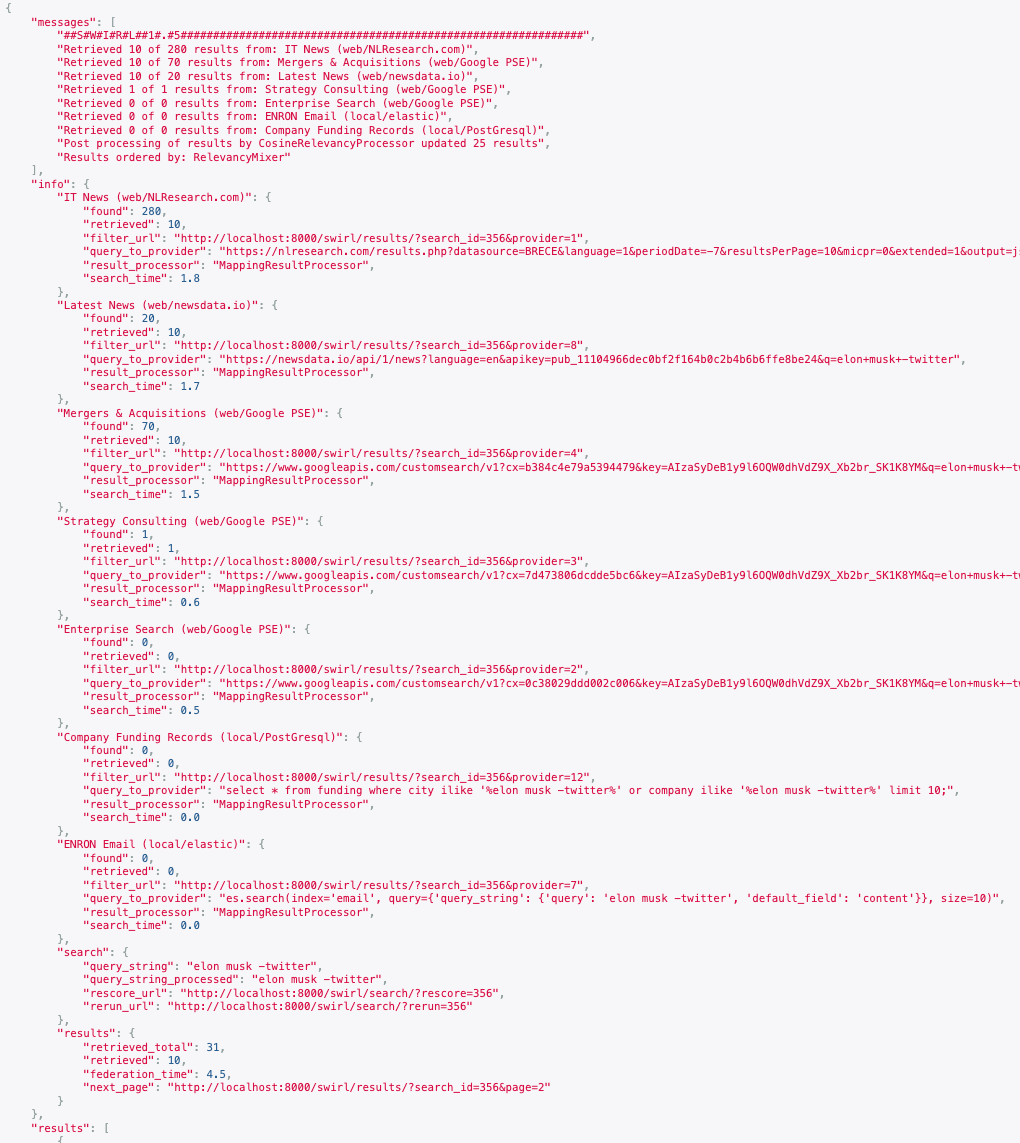 {
"messages": [
"##S#W#I#R#L##1#.#5##############################################################",
"Retrieved 10 of 280 results from: IT News (web/NLResearch.com)",
"Retrieved 10 of 70 results from: Mergers & Acquisitions (web/Google PSE)",
"Retrieved 10 of 20 results from: Latest News (web/newsdata.io)",
"Retrieved 1 of 1 results from: Strategy Consulting (web/Google PSE)",
"Retrieved 0 of 0 results from: Enterprise Search (web/Google PSE)",
"Retrieved 0 of 0 results from: ENRON Email (local/elastic)",
"Retrieved 0 of 0 results from: Company Funding Records (local/PostGresql)",
"Post processing of results by CosineRelevancyProcessor updated 25 results",
"Results ordered by: RelevancyMixer"
],
"info": {
"IT News (web/NLResearch.com)": {
"found": 280,
"retrieved": 10,
"filter_url": "http://localhost:8000/swirl/results/?search_id=356&provider=1",
"query_to_provider": "https://nlresearch.com/results.php?datasource=BRECE&language=1&periodDate=-7&resultsPerPage=10&micpr=0&extended=1&output=js
"result_processor": "MappingResultProcessor",
"search_time": 1.8
},
"Latest News (web/newsdata.io)": {
"found": 20,
"retrieved": 10,
"filter_url": "http://localhost:8000/swirl/results/?search_id=356&provider=8",
"query_to_provider": "https://newsdata.io/api/1/news?language=en&apikey=pub_11104966dec0bf2f164b0c2b4b6b6ffe8be24&q=elon+musk+-twitter",
"result_processor": "MappingResultProcessor",
"search_time": 1.7
},
"Mergers & Acquisitions (web/Google PSE)": {
"found": 70,
"retrieved": 10,
"filter_url": "http://localhost:8000/swirl/results/?search_id=356&provider=4",
"query_to_provider": "https://www.googleapis.com/customsearch/v1?cx=b384c4e79a5394479&key=AIzaSyDeB1y9l6OQW0dhVdZ9X_Xb2br_SK1K8YM&q=elon+musk+-tw
"result_processor": "MappingResultProcessor",
"search_time": 1.5
},
"Strategy Consulting (web/Google PSE)": {
"found": 1,
"retrieved": 1,
"filter_url": "http://localhost:8000/swirl/results/?search_id=356&provider=3",
"query_to_provider": "https://www.googleapis.com/customsearch/v1?cx=7d473806dcdde5bc6&key=AIzaSyDeB1y9l6OQW0dhVdZ9X_Xb2br_SK1K8YM&q=elon+musk+-tw
"result_processor": "MappingResultProcessor",
"search_time": 0.6
},
"Enterprise Search (web/Google PSE)": {
"found": 0,
"retrieved": 0,
"filter_url": "http://localhost:8000/swirl/results/?search_id=356&provider=2",
"query_to_provider": "https://www.googleapis.com/customsearch/v1?cx=0c38029ddd002c006&key=AIzaSyDeB1y9l6OQW0dhVdZ9X_Xb2br_SK1K8YM&q=elon+musk+-tw
"result_processor": "MappingResultProcessor",
"search_time": 0.5
},
"Company Funding Records (local/PostGresql)": {
"found": 0,
"retrieved": 0,
"filter_url": "http://localhost:8000/swirl/results/?search_id=356&provider=12",
"query_to_provider": "select * from funding where city ilike '%elon musk -twitter%' or company ilike '%elon musk -twitter%' limit 10;",
"result_processor": "MappingResultProcessor",
"search_time": 0.0
},
"ENRON Email (local/elastic)": {
"found": 0,
"retrieved": 0,
"filter_url": "http://localhost:8000/swirl/results/?search_id=356&provider=7",
"query_to_provider": "es.search(index='email', query={'query_string': {'query': 'elon musk -twitter', 'default_field': 'content'}}, size=10)",
"result_processor": "MappingResultProcessor",
"search_time": 0.0
},
"search": {
"query_string": "elon musk -twitter",
"query_string_processed": "elon musk -twitter",
"rescore_url": "http://localhost:8000/swirl/search/?rescore=356",
"rerun_url": "http://localhost:8000/swirl/search/?rerun=356"
},
"results": {
"retrieved_total": 31,
"retrieved": 10,
"federation_time": 4.5,
"next_page": "http://localhost:8000/swirl/results/?search_id=356&page=2"
}
},
"results": [
{